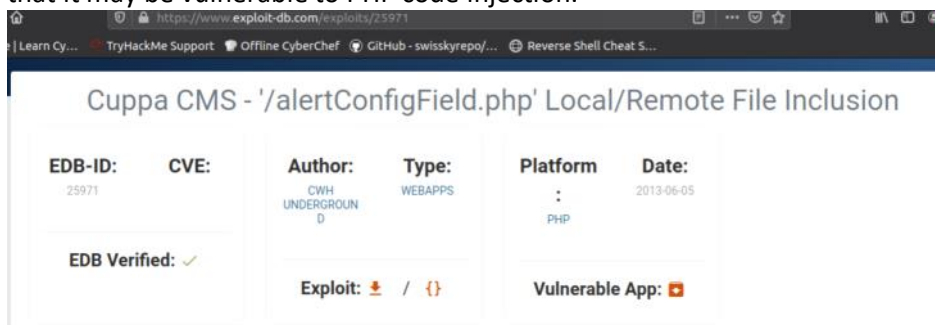 that it may be vulnerable to PHP code injection.
https://www.exploit-db.com/exploits/25971
| Learn Cy... TryHackMe Support Offline CyberChef GitHub - swisskyrepo/... Reverse Shell Cheat S...
Cuppa CMS - '/alertConfigField.php' Local/Remote File Inclusion
EDB-ID: CVE: Author: Type: Platform Date:
25971 CWH WEBAPPS : 2013-06-05
UNDERGROUN
D PHP
EDB Verified: ✓
Exploit: / {} Vulnerable App: